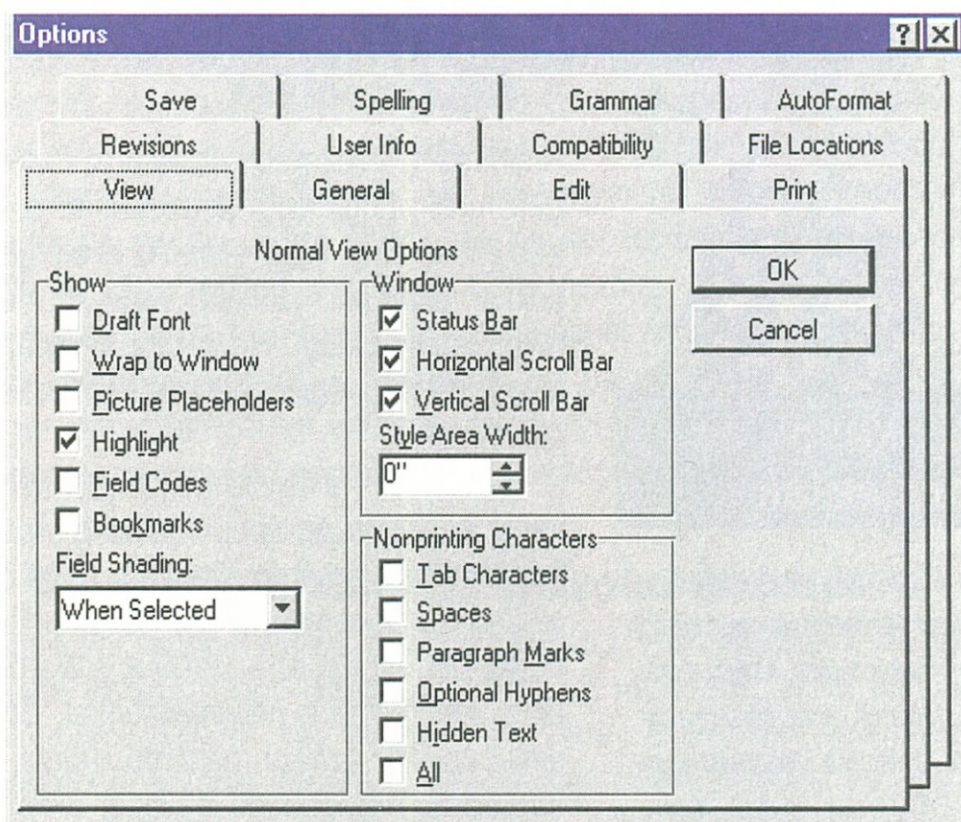 Options
Save Spelling Grammar AutoFormat
Revisions User Info Compatibility File Locations
View General Edit Print
Normal View Options
Show
Draft Font
Wrap to Window
Picture Placeholders
Highlight
Field Codes
Bookmarks
Field Shading:
When Selected
Window
Status Bar
Horizontal Scroll Bar
Vertical Scroll Bar
Style Area Width:
0"
Nonprinting Characters
Tab Characters
Spaces
Paragraph Marks
Optional Hyphens
Hidden Text
All
OK
Cancel